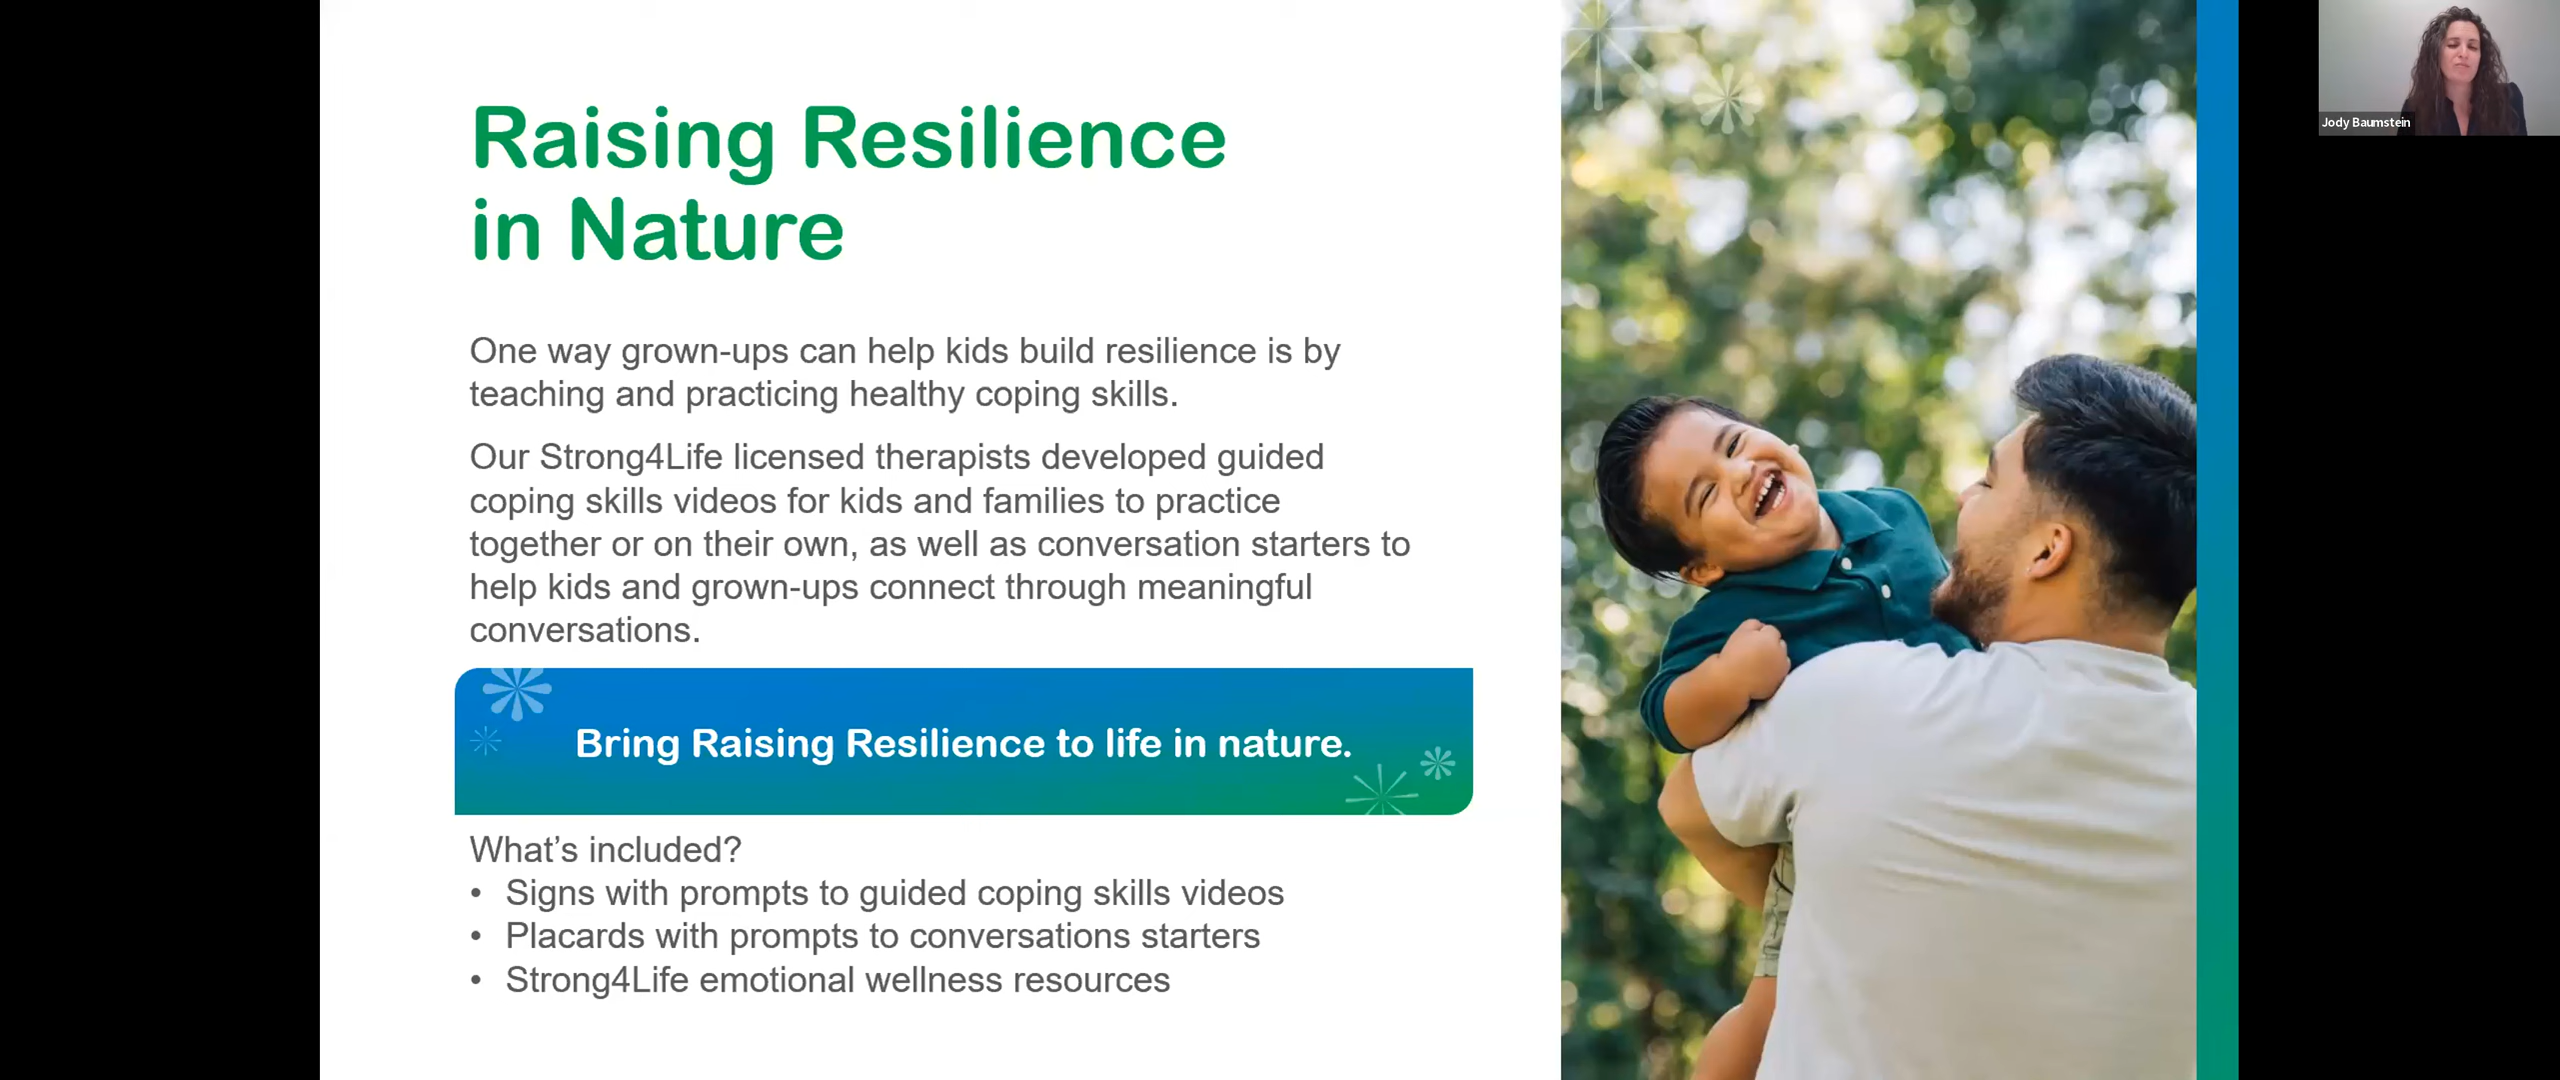 Raising Resilience
in Nature
One way grown-ups can help kids build resilience is by
teaching and practicing healthy coping skills.
Our Strong4Life licensed therapists developed guided
coping skills videos for kids and families to practice
together or on their own, as well as conversation starters to
help kids and grown-ups connect through meaningful
conversations.
Bring Raising Resilience to life in nature.
What’s included?
• Signs with prompts to guided coping skills videos
• Placards with prompts to conversations starters
• Strong4Life emotional wellness resources
Jody Baumstein